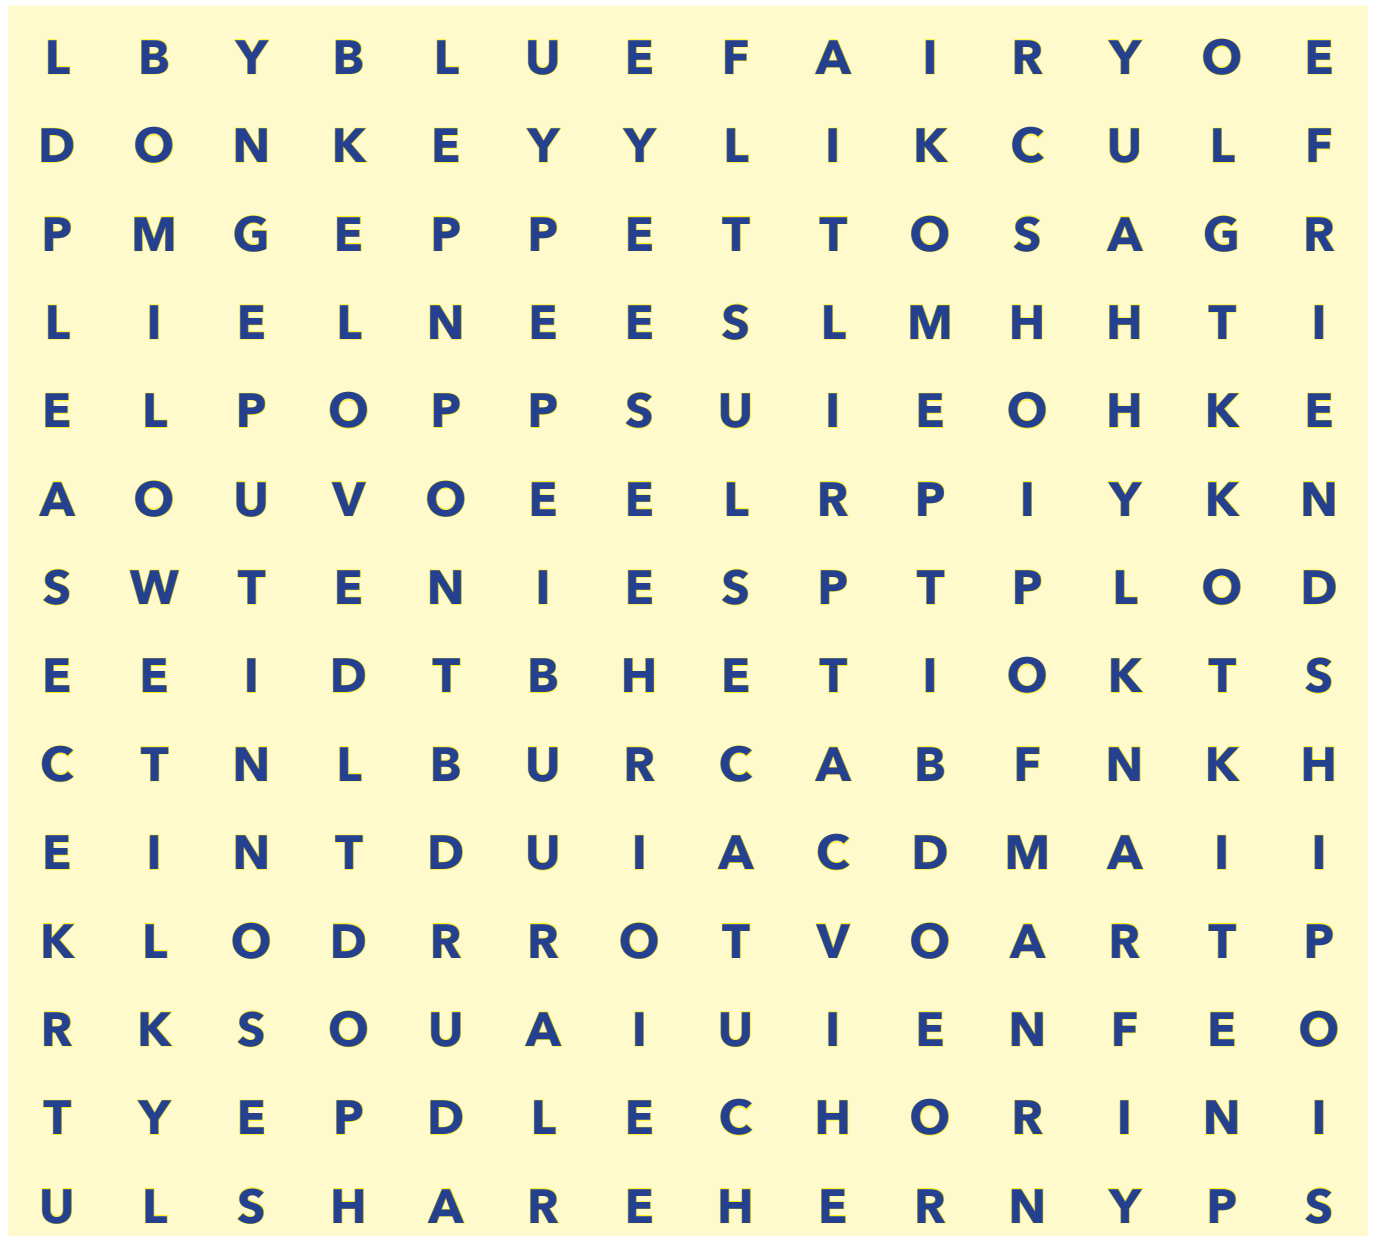 L B Y B L U E F A I R Y O E
D O N K E Y Y L I K C U L F
P M G E P P E T T O S A G R
L I E L N E E S L M H H T I
E L P O P P S U I E O H K E
A O U V O E E L R P I Y K N
S W T E N I E S P T P L O D
E E I D T B H E T I O K T S
C T N L B U R C A B F N K H
E I N T D U I A C D M A I I
K L O D R R O T V O A R T P
R K S O U A I U I E N F E O
T Y E P D L E C H O R I N I
U L S H A R E H E R N Y P S